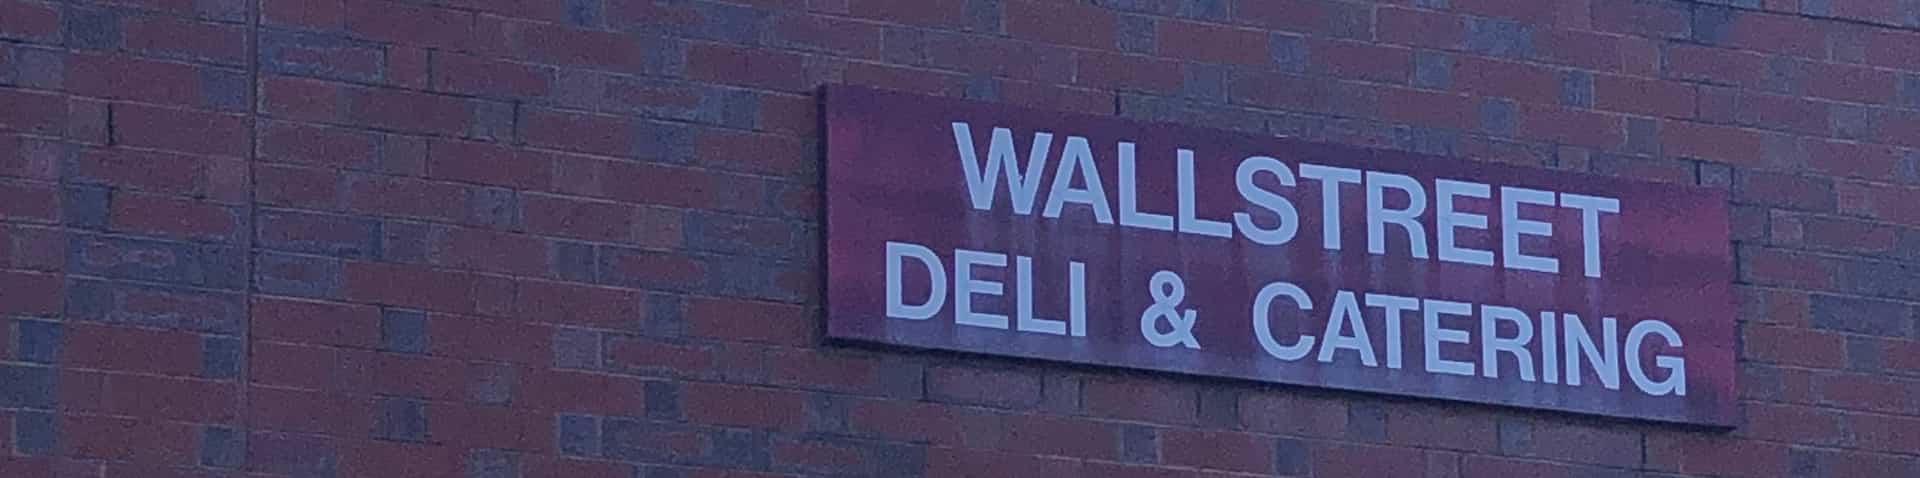 WALLSTREET
DELI & CATERING